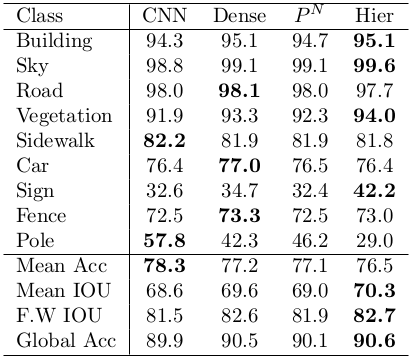 Class CNN Dense P^N Hier
Building 94.3 95.1 94.7 95.1
Sky 98.8 99.1 99.1 99.6
Road 98.0 98.1 98.0 97.7
Vegetation 91.9 93.3 92.3 94.0
Sidewalk 82.2 81.9 81.9 81.8
Car 76.4 77.0 76.5 76.4
Sign 32.6 34.7 32.4 42.2
Fence 72.5 73.3 72.5 73.0
Pole 57.8 42.3 46.2 29.0
Mean Acc 78.3 77.2 77.1 76.5
Mean IOU 68.6 69.6 69.0 70.3
F.W IOU 81.5 82.6 81.9 82.7
Global Acc 89.9 90.5 90.1 90.6